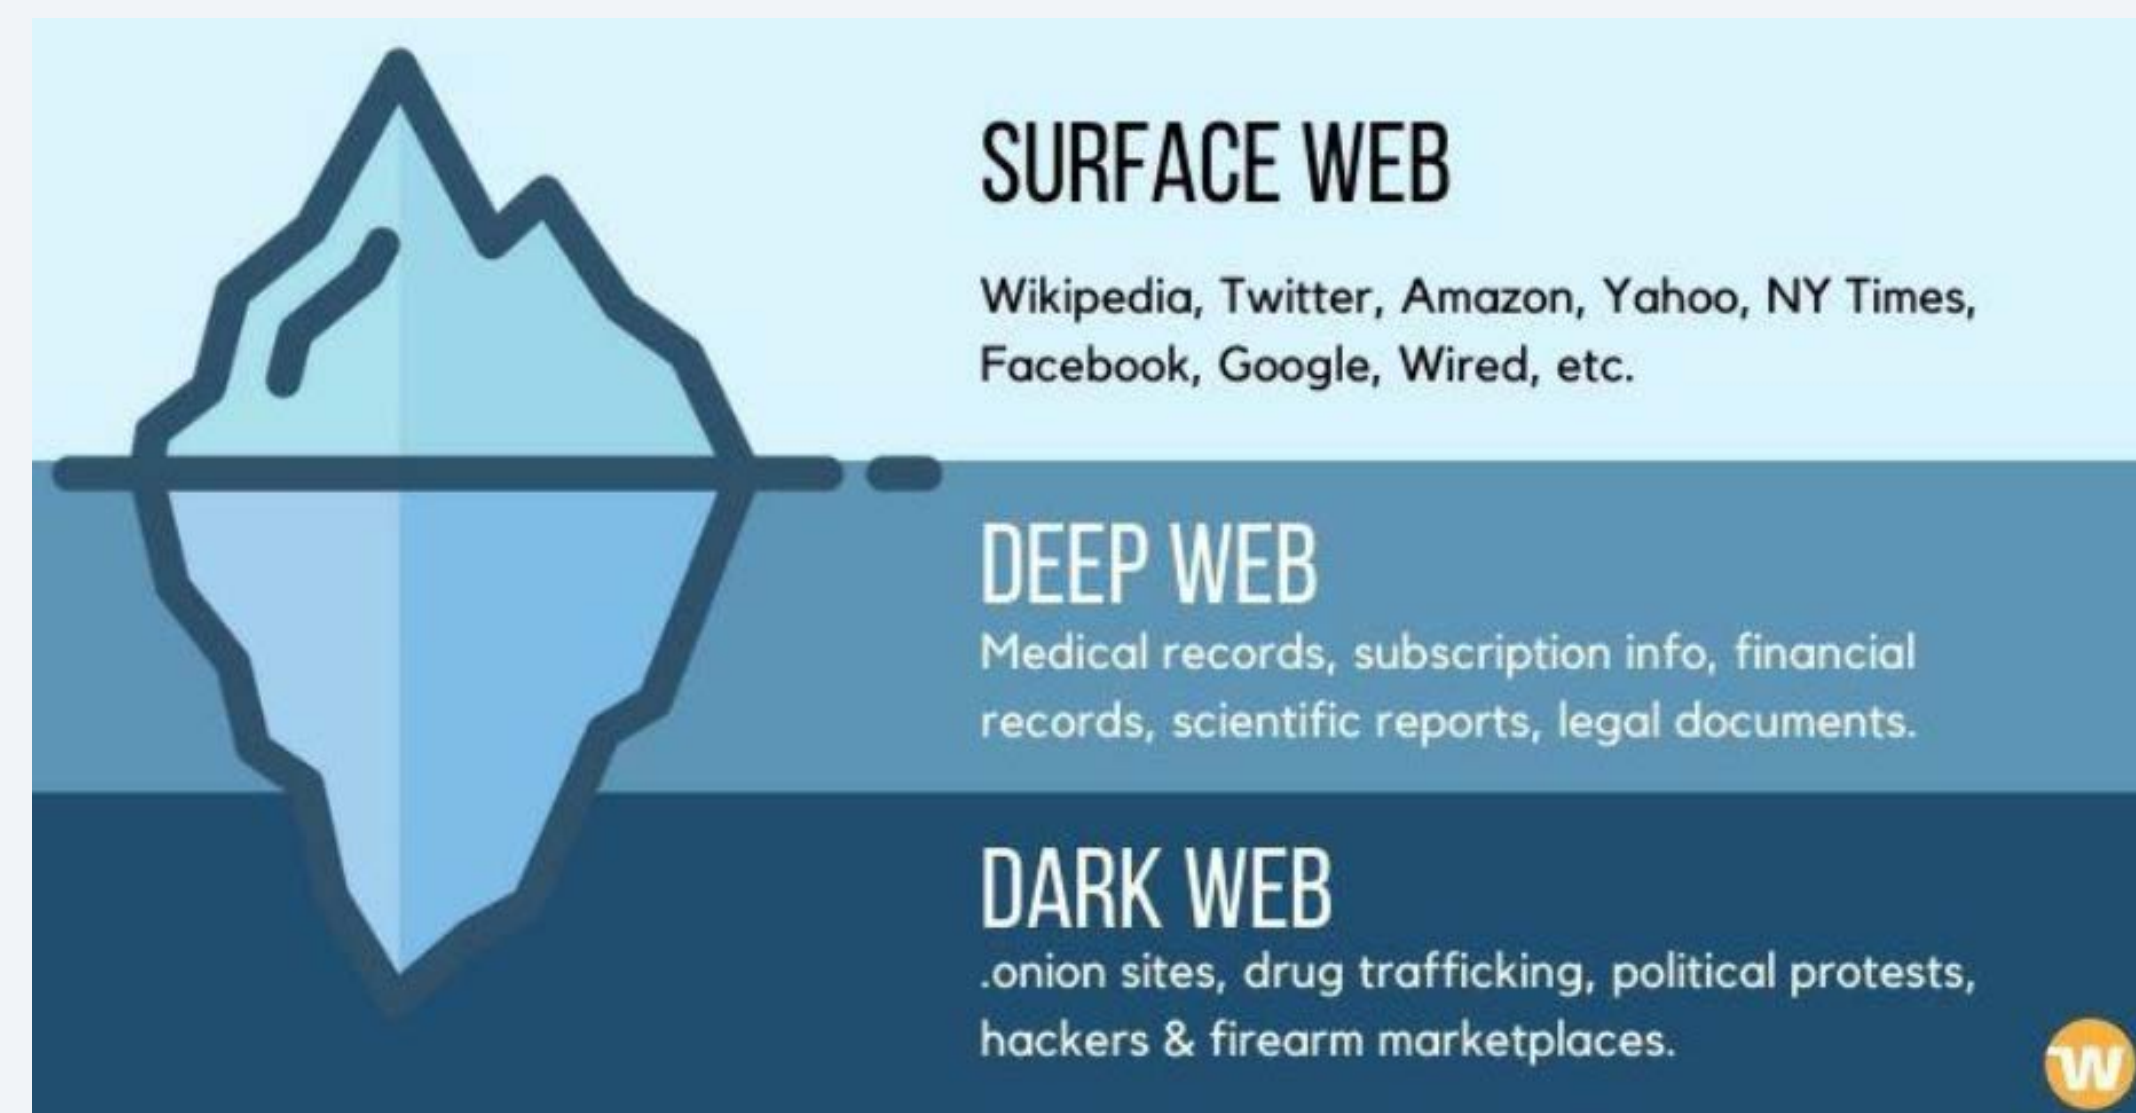 SURFACE WEB
Wikipedia, Twitter, Amazon, Yahoo, NY Times,
Facebook, Google, Wired, etc.
DEEP WEB
Medical records, subscription info, financial
records, scientific reports, legal documents.
DARK WEB
.onion sites, drug trafficking, political protests,
hackers & firearm marketplaces.
W